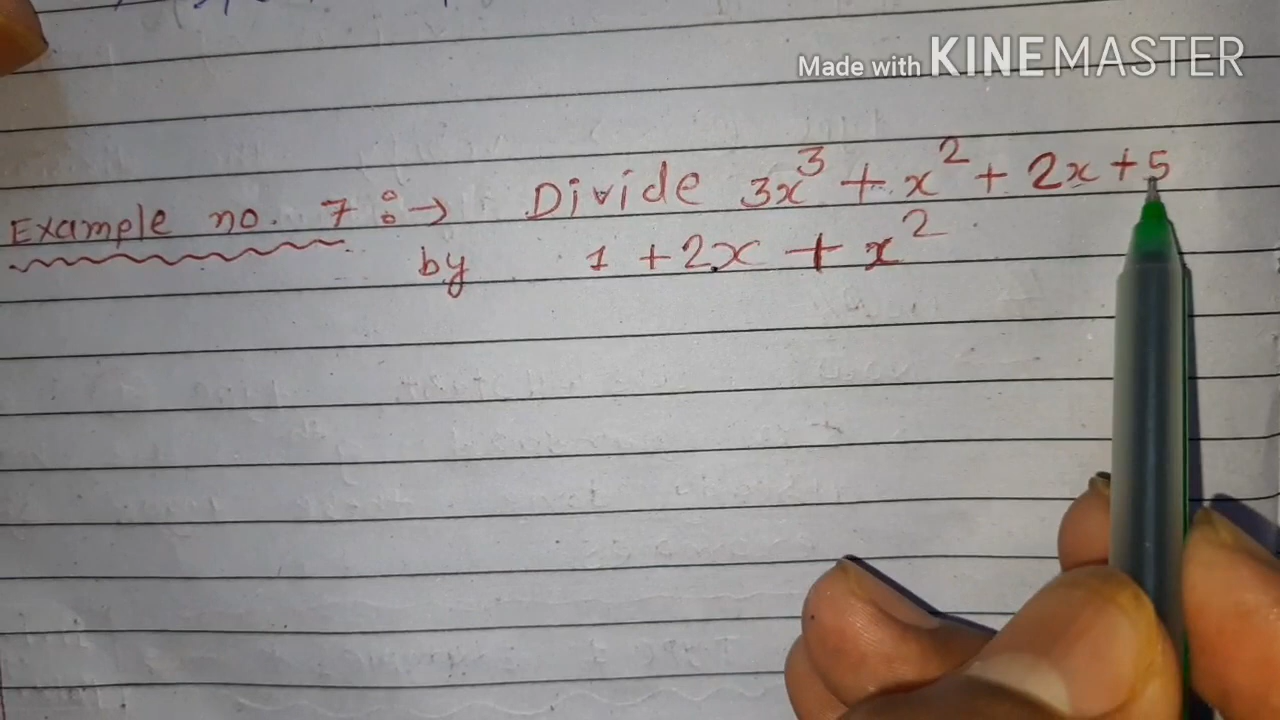 Made with KINEMASTER
Example no. 7 :→ Divide 3x³ + x² + 2x + 5
by 1 + 2x + x²